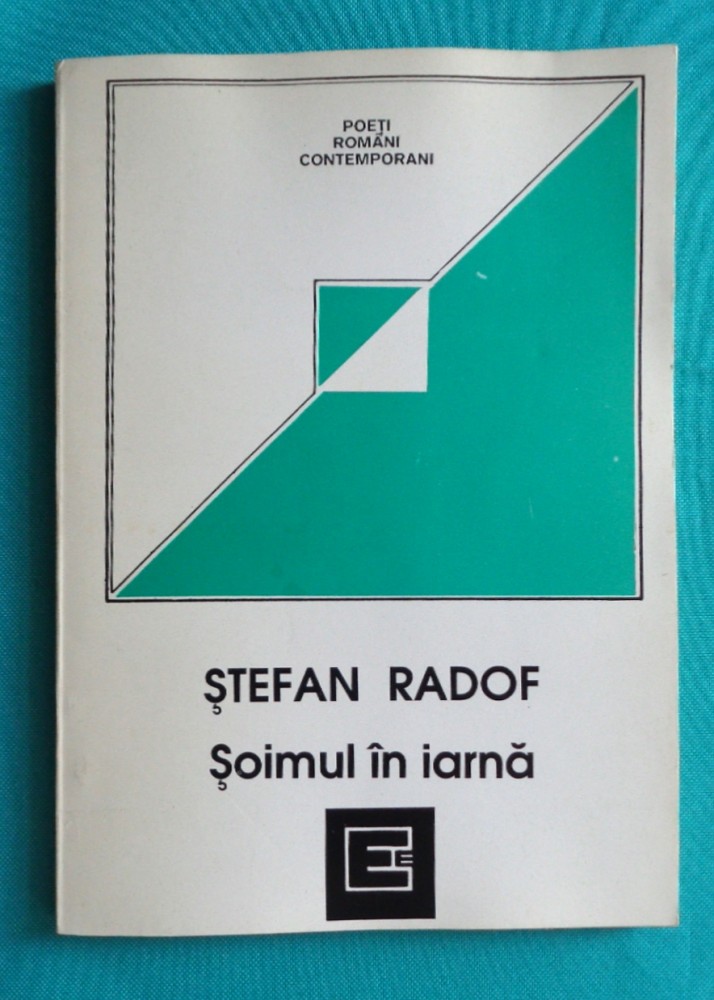 POEȚI
ROMÂNI
CONTEMPORANI
ȘTEFAN RADOF
Șoimul în iarnă
E